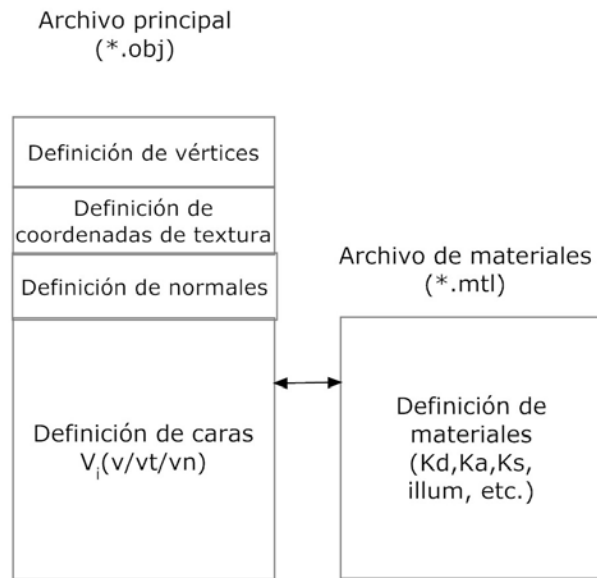 Archivo principal
(*.obj)
Definición de vértices
Definición de
coordenadas de textura
Definición de normales
Definición de caras
Vi(v/vt/vn)
Archivo de materiales
(*.mtl)
Definición de
materiales
(Kd,Ka,Ks,
illum, etc.)